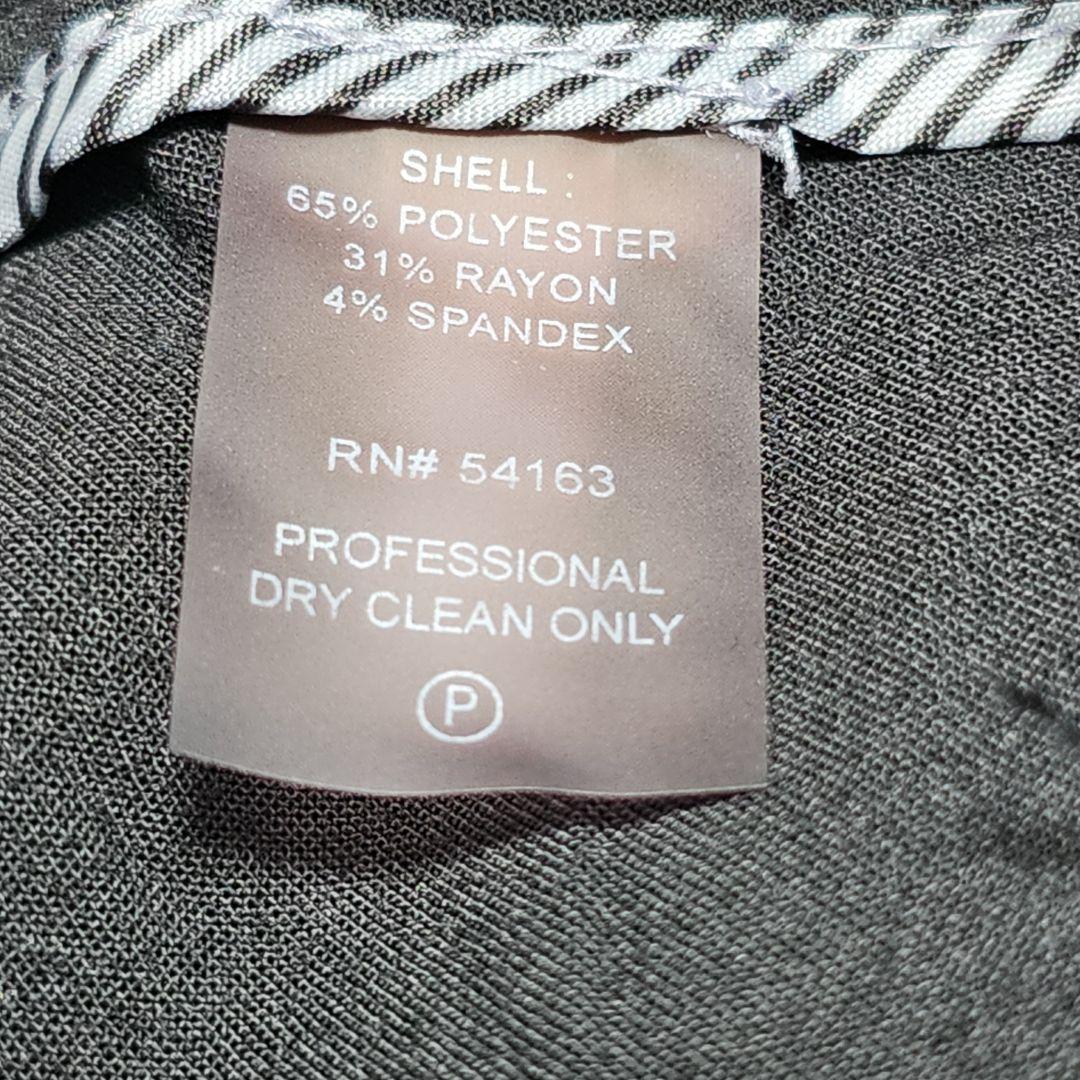 SHELL :
65% POLYESTER
31% RAYON
4% SPANDEX
RN# 54163
PROFESSIONAL
DRY CLEAN ONLY
P